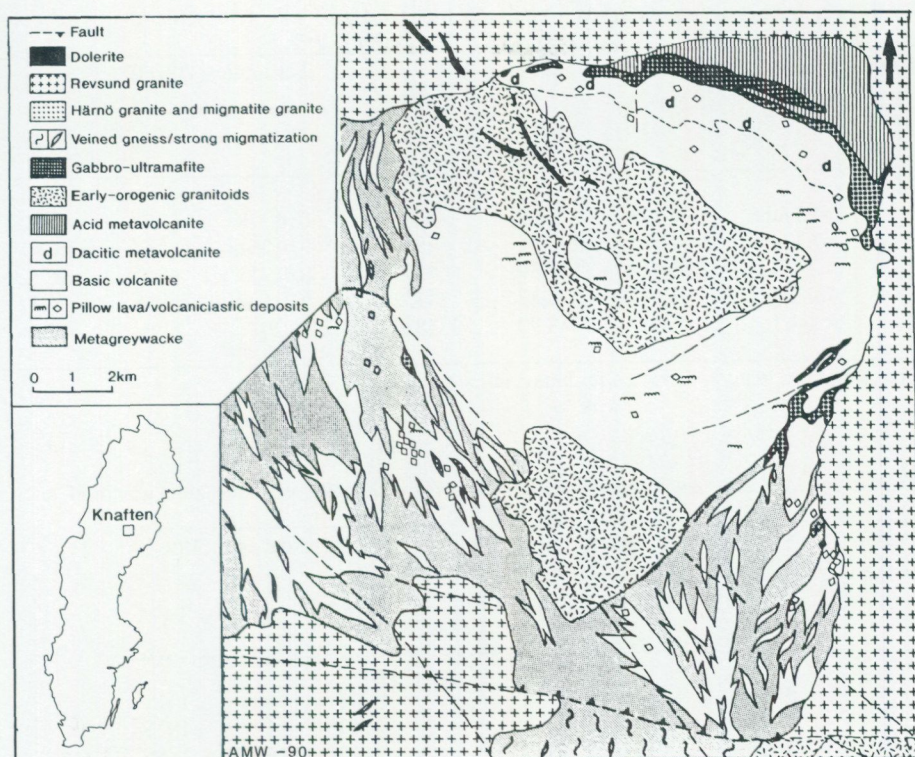 Fault
Dolerite
Revsund granite
Härnö granite and migmatite granite
Veined gneiss/strong migmatization
Gabbro-ultramafite
Early-orogenic granitoids
Acid metavolcanite
d Dacitic metavolcanite
Basic volcanite
Pillow lava/volcaniclastic deposits
Metagreywacke
0 1 2km
Knaften
d
d
d
d
d
AMW -90